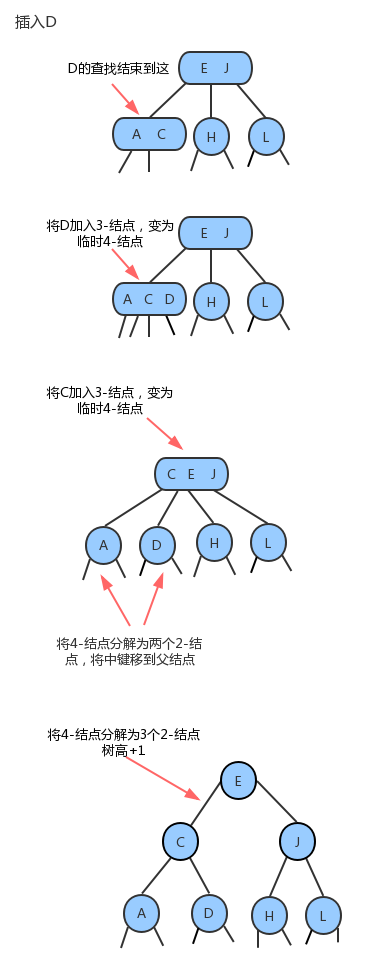 插入D
D的查找结束到这
E J
A C
H
L
将D加入3-结点，变为
临时4-结点
E J
A C D
H
L
将C加入3-结点，变为
临时4-结点
C E J
A
D
H
L
将4-结点分解为两个2-结
点，将中键移到父结点
将4-结点分解为3个2-结点
树高+1
E
C
J
A
D
H
L